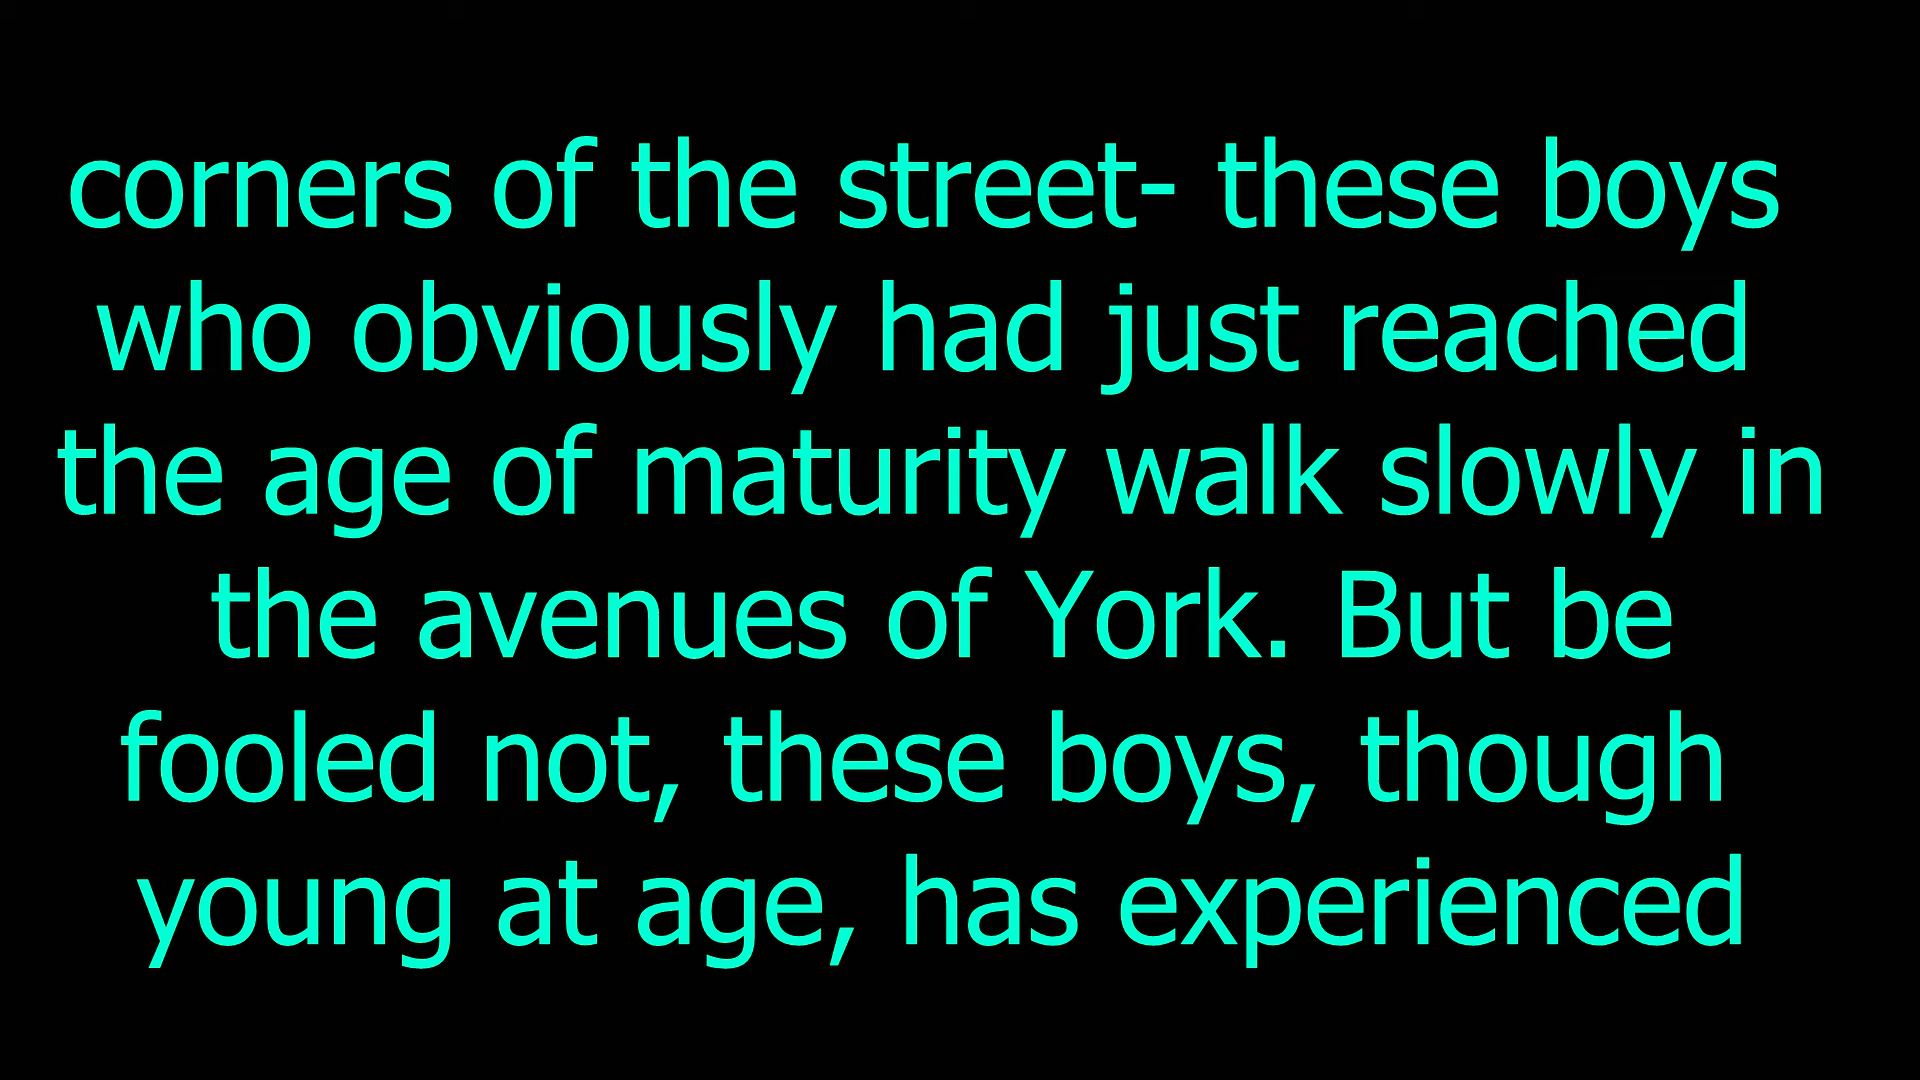 corners of the street- these boys
who obviously had just reached
the age of maturity walk slowly in
the avenues of York. But be
fooled not, these boys, though
young at age, has experienced